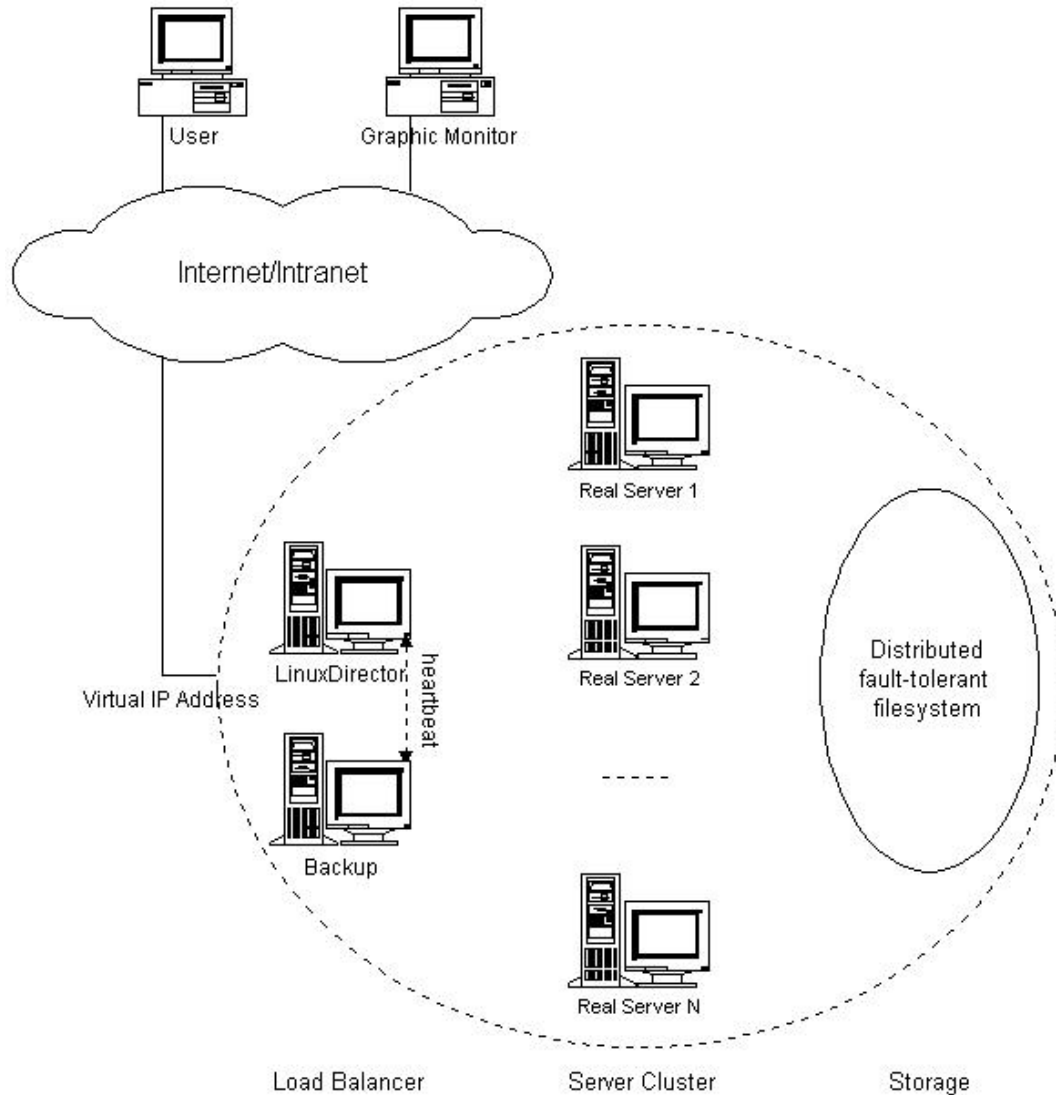 User
Graphic Monitor
Internet/Intranet
Real Server 1
LinuxDirector
Real Server 2
Virtual IP Address
heartbeat
Distributed
fault-tolerant
filesystem
Backup
Real Server N
Load Balancer
Server Cluster
Storage